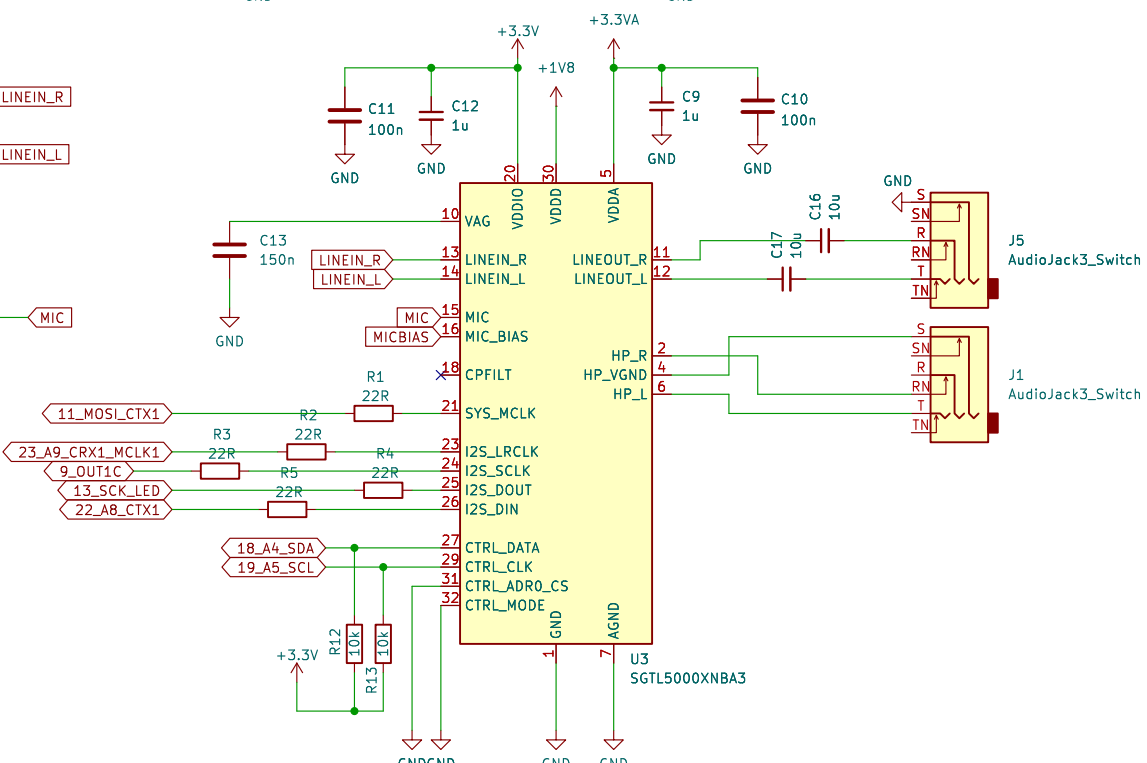 +3.3V
+3.3VA
+1V8
LINEIN_R
LINEIN_L
C11
100n
GND
C12
1u
GND
C9
1u
GND
C10
100n
GND
20
30
5
VDDIO
VDDD
VDDA
10
VAG
C13
150n
GND
LINEIN_R
13
LINEIN_R
LINEIN_L
14
LINEIN_L
MIC
MIC
15
MIC
MICBIAS
16
MIC_BIAS
18
CPFILT
R1
22R
11_MOSI_CTX1
21
SYS_MCLK
R2
22R
23_A9_CRX1_MCLK1
23
I2S_LRCLK
R3
22R
9_OUT1C
24
I2S_SCLK
R4
22R
13_SCK_LED
25
I2S_DOUT
R5
22R
22_A8_CTX1
26
I2S_DIN
18_A4_SDA
27
CTRL_DATA
19_A5_SCL
29
CTRL_CLK
31
CTRL_ADR0_CS
32
CTRL_MODE
R12
10k
R13
10k
+3.3V
GND
GND
GND
AGND
1
7
U3
SGTL5000XNBA3
GND
GND
LINEOUT_R
11
LINEOUT_L
12
C16
10u
C17
10u
HP_R
2
HP_VGND
4
HP_L
6
GND
S
SN
R
RN
T
TN
J5
AudioJack3_Switch
S
SN
R
RN
T
TN
J1
AudioJack3_Switch